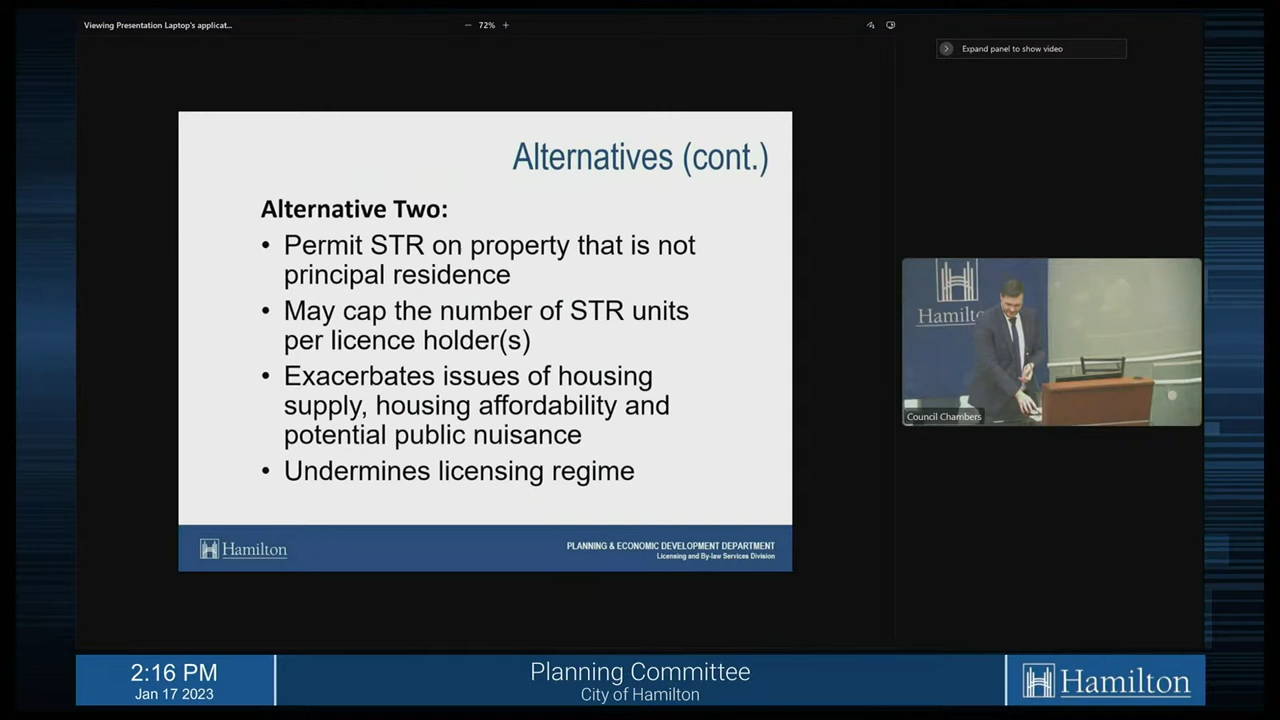 Viewing Presentation Laptop's applicat...
72%
Expand panel to show video
Alternatives (cont.)
Alternative Two:
• Permit STR on property that is not
principal residence
• May cap the number of STR units
per licence holder(s)
• Exacerbates issues of housing
supply, housing affordability and
potential public nuisance
• Undermines licensing regime
Hamilton
PLANNING & ECONOMIC DEVELOPMENT DEPARTMENT
Licensing and By-law Services Division
Hamilton
Council Chambers
2:16 PM
Jan 17 2023
Planning Committee
City of Hamilton
Hamilton